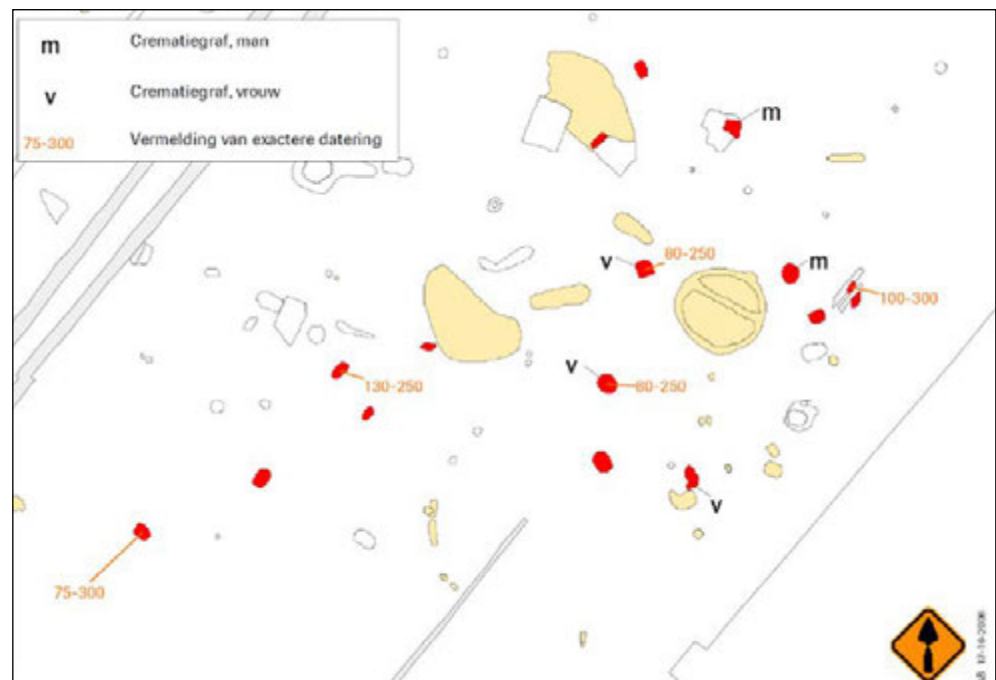 m Crematiegraf, man
v Crematiegraf, vrouw
75-300 Vermelding van exactere datering
m
v 80-250
m
100-300
v
130-250
80-250
v
75-300